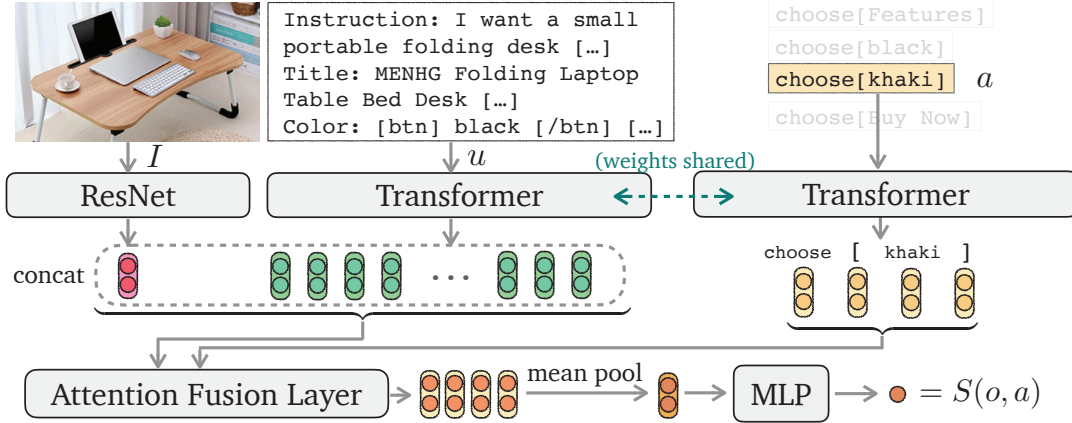 Instruction: I want a small
portable folding desk […]
Title: MENHG Folding Laptop
Table Bed Desk […]
Color: [btn] black [/btn] […]
choose[Features]
choose[black]
choose[khaki] a
choose[Buy Now]
I
u
(weights shared)
ResNet
Transformer
Transformer
concat
...
choose [ khaki ]
Attention Fusion Layer
mean pool
MLP
= S(o, a)